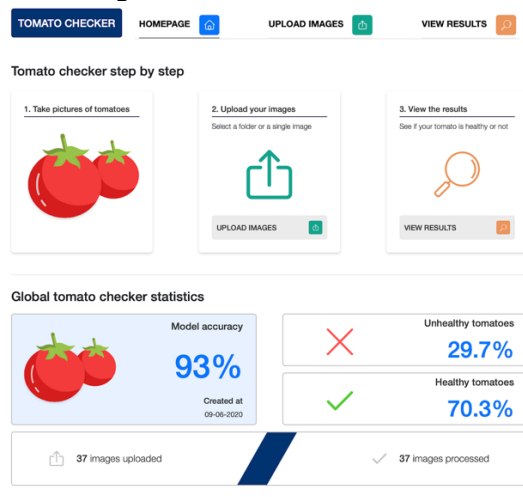 TOMATO CHECKER
HOMEPAGE
UPLOAD IMAGES
VIEW RESULTS
Tomato checker step by step
1. Take pictures of tomatoes
2. Upload your images
Select a folder or a single image
UPLOAD IMAGES
3. View the results
See if your tomato is healthy or not
VIEW RESULTS
Global tomato checker statistics
Model accuracy
93%
Created at
09-06-2020
Unhealthy tomatoes
29.7%
Healthy tomatoes
70.3%
37 images uploaded
37 images processed